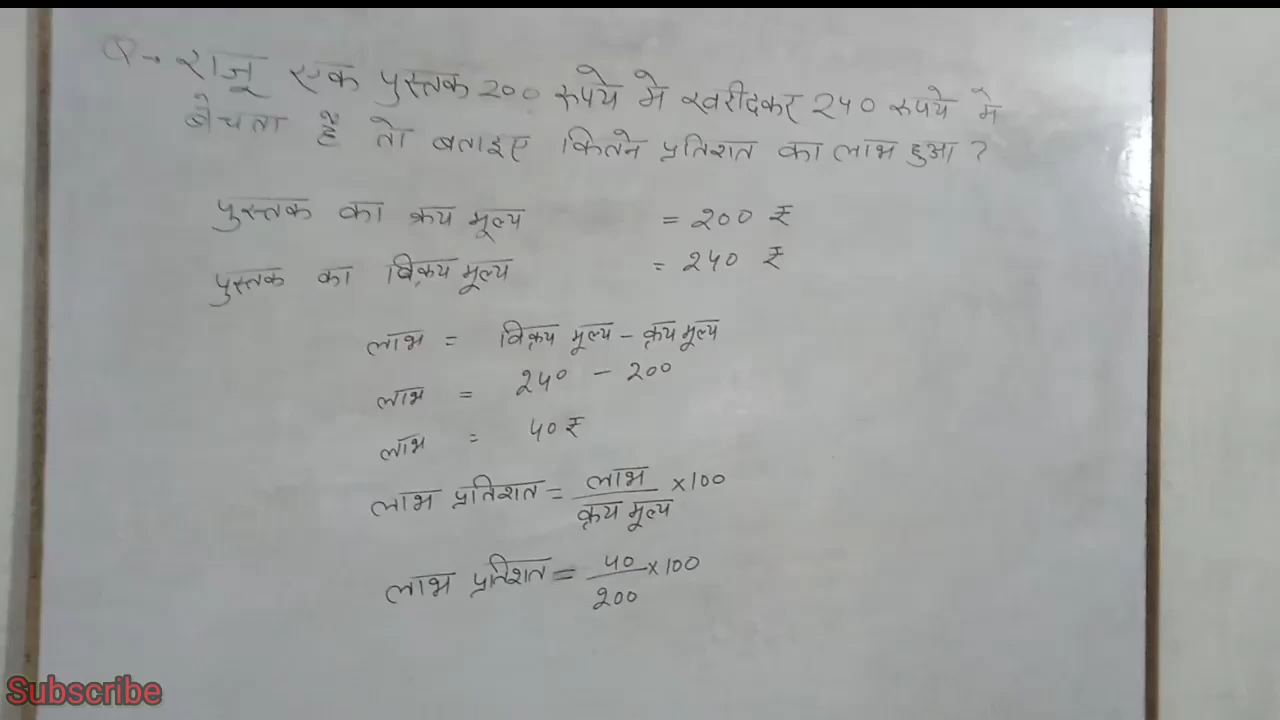 Q→ राजू एक पुस्तक 200 रुपये मे खरीदकर 240 रुपये मे
बेचता है तो बताइए कितने प्रतिशत का लाभ हुआ ?
पुस्तक का क्रय मूल्य = 200 ₹
पुस्तक का विक्रय मूल्य = 240 ₹
लाभ = विक्रय मूल्य - क्रय मूल्य
लाभ = 240 - 200
लाभ = 40 ₹
लाभ प्रतिशत = लाभ / क्रय मूल्य × 100
लाभ प्रतिशत = 40 / 200 × 100
Subscribe